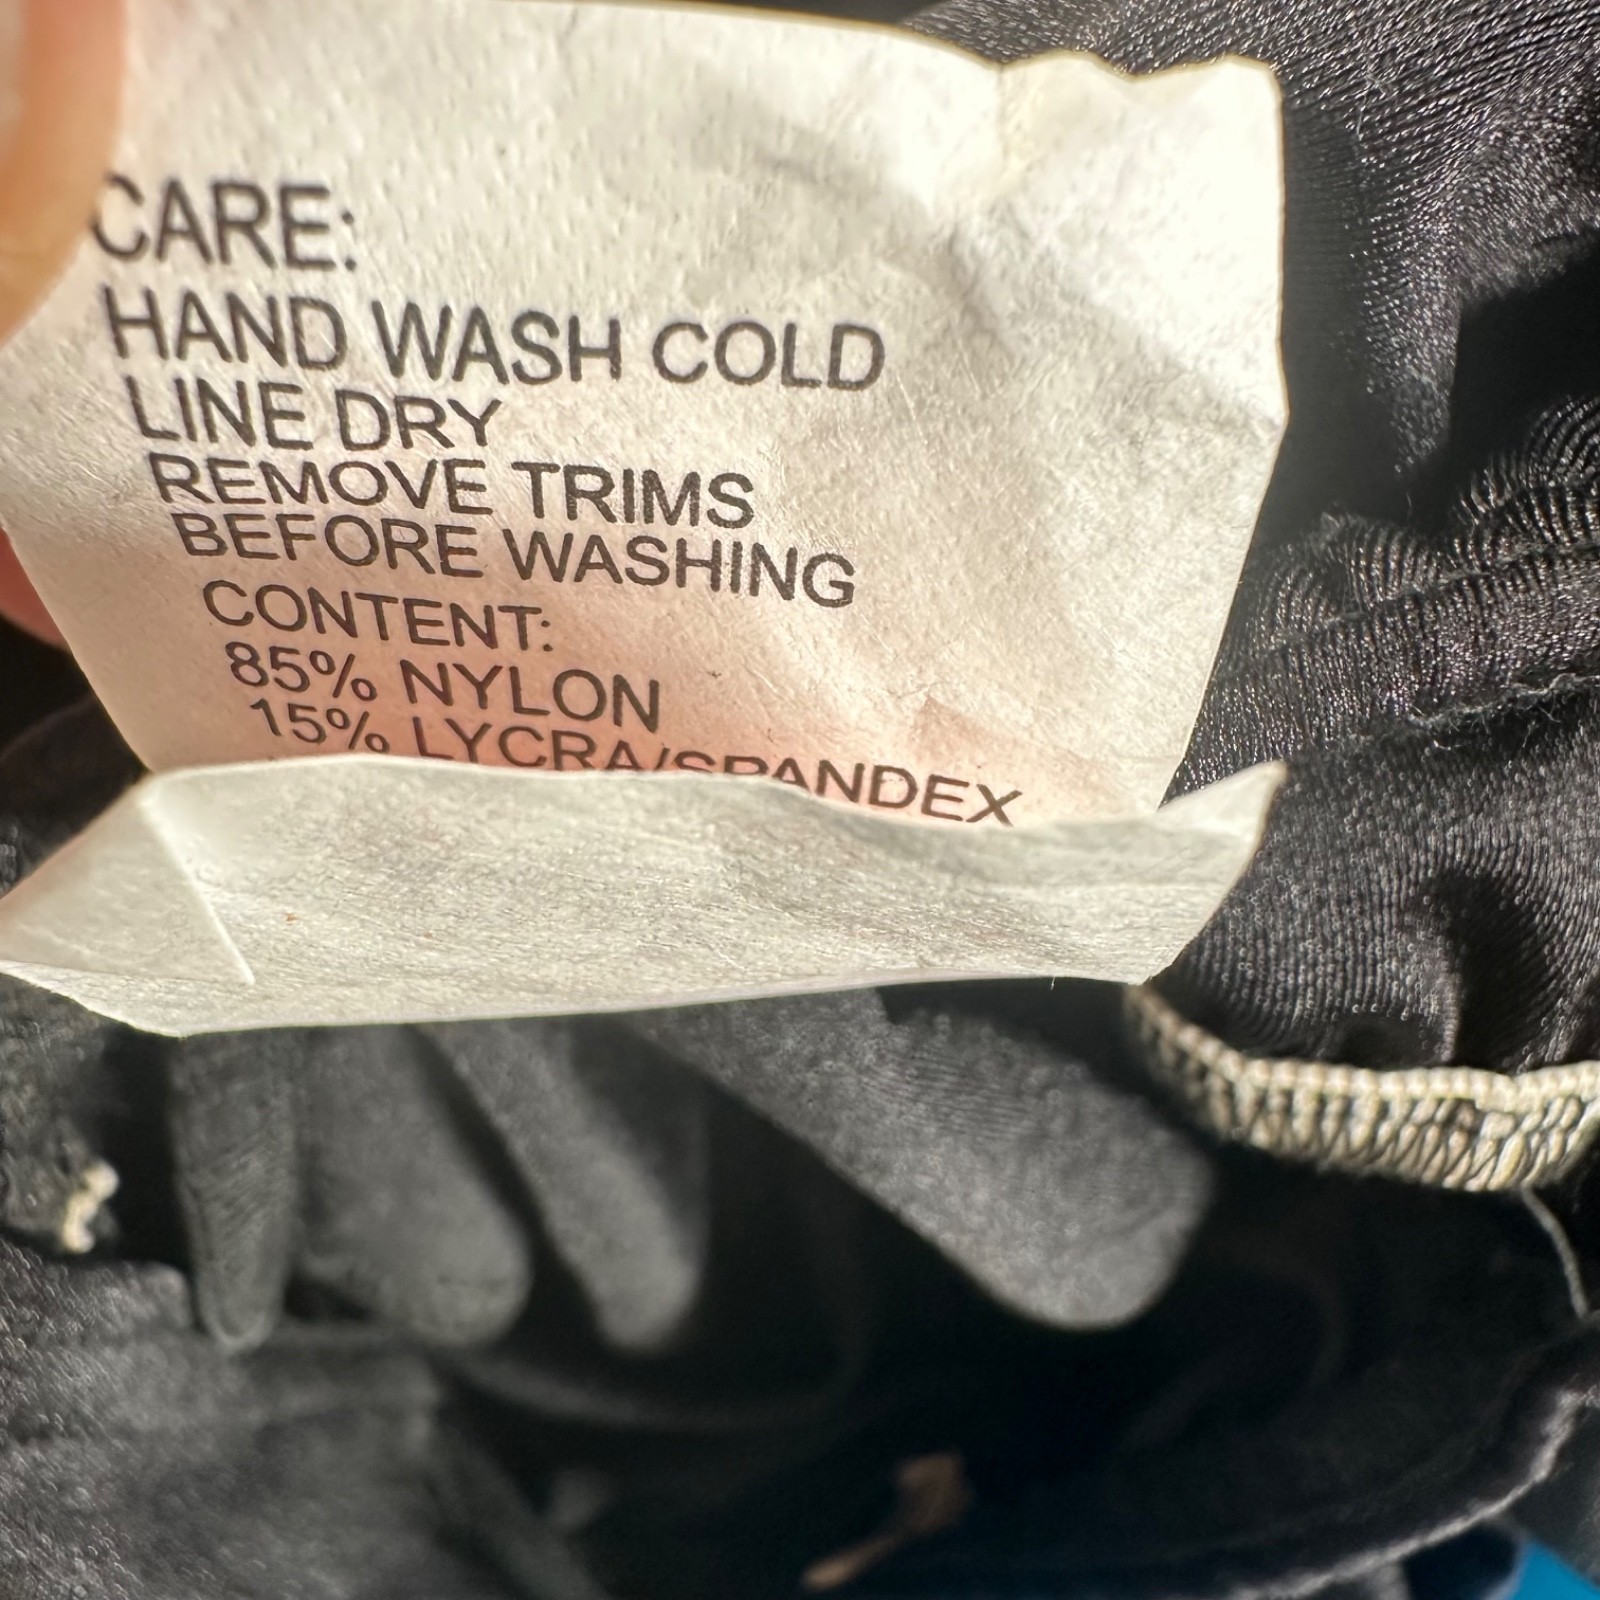 CARE:
HAND WASH COLD
LINE DRY
REMOVE TRIMS
BEFORE WASHING
CONTENT:
85% NYLON
15% LYCRA/SPANDEX